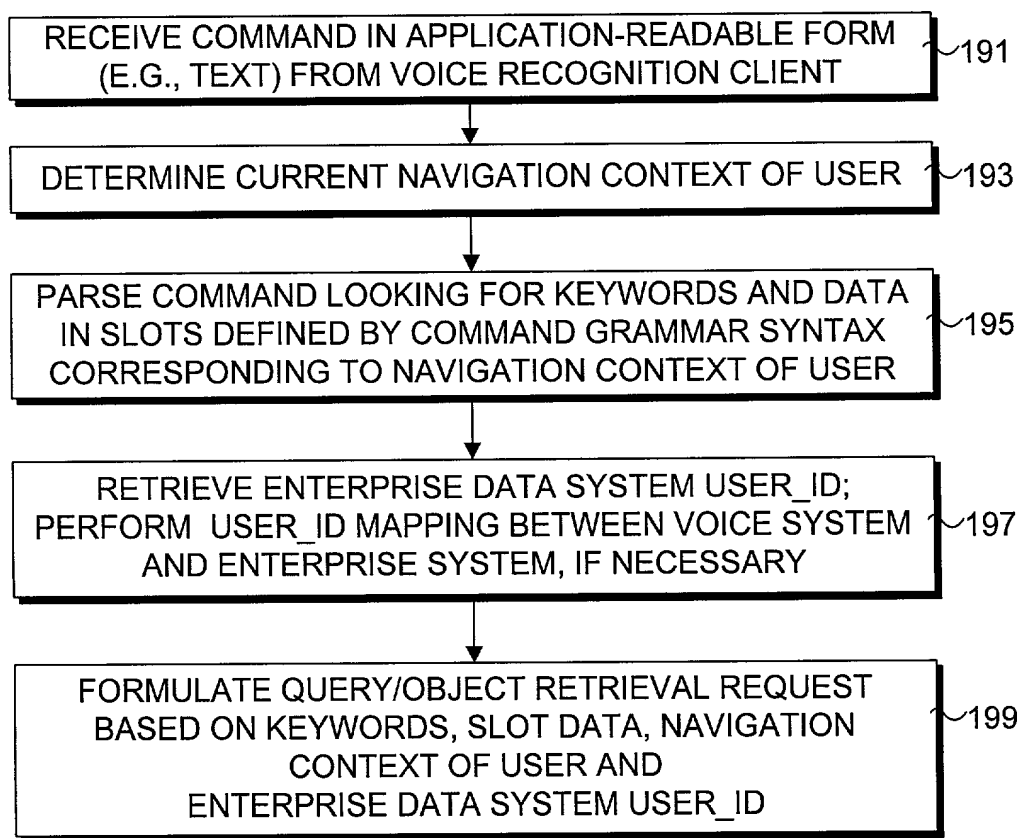 RECEIVE COMMAND IN APPLICATION-READABLE FORM
(E.G., TEXT) FROM VOICE RECOGNITION CLIENT
191
DETERMINE CURRENT NAVIGATION CONTEXT OF USER
193
PARSE COMMAND LOOKING FOR KEYWORDS AND DATA
IN SLOTS DEFINED BY COMMAND GRAMMAR SYNTAX
CORRESPONDING TO NAVIGATION CONTEXT OF USER
195
RETRIEVE ENTERPRISE DATA SYSTEM USER_ID;
PERFORM USER_ID MAPPING BETWEEN VOICE SYSTEM
AND ENTERPRISE SYSTEM, IF NECESSARY
197
FORMULATE QUERY/OBJECT RETRIEVAL REQUEST
BASED ON KEYWORDS, SLOT DATA, NAVIGATION
CONTEXT OF USER AND
ENTERPRISE DATA SYSTEM USER_ID
199